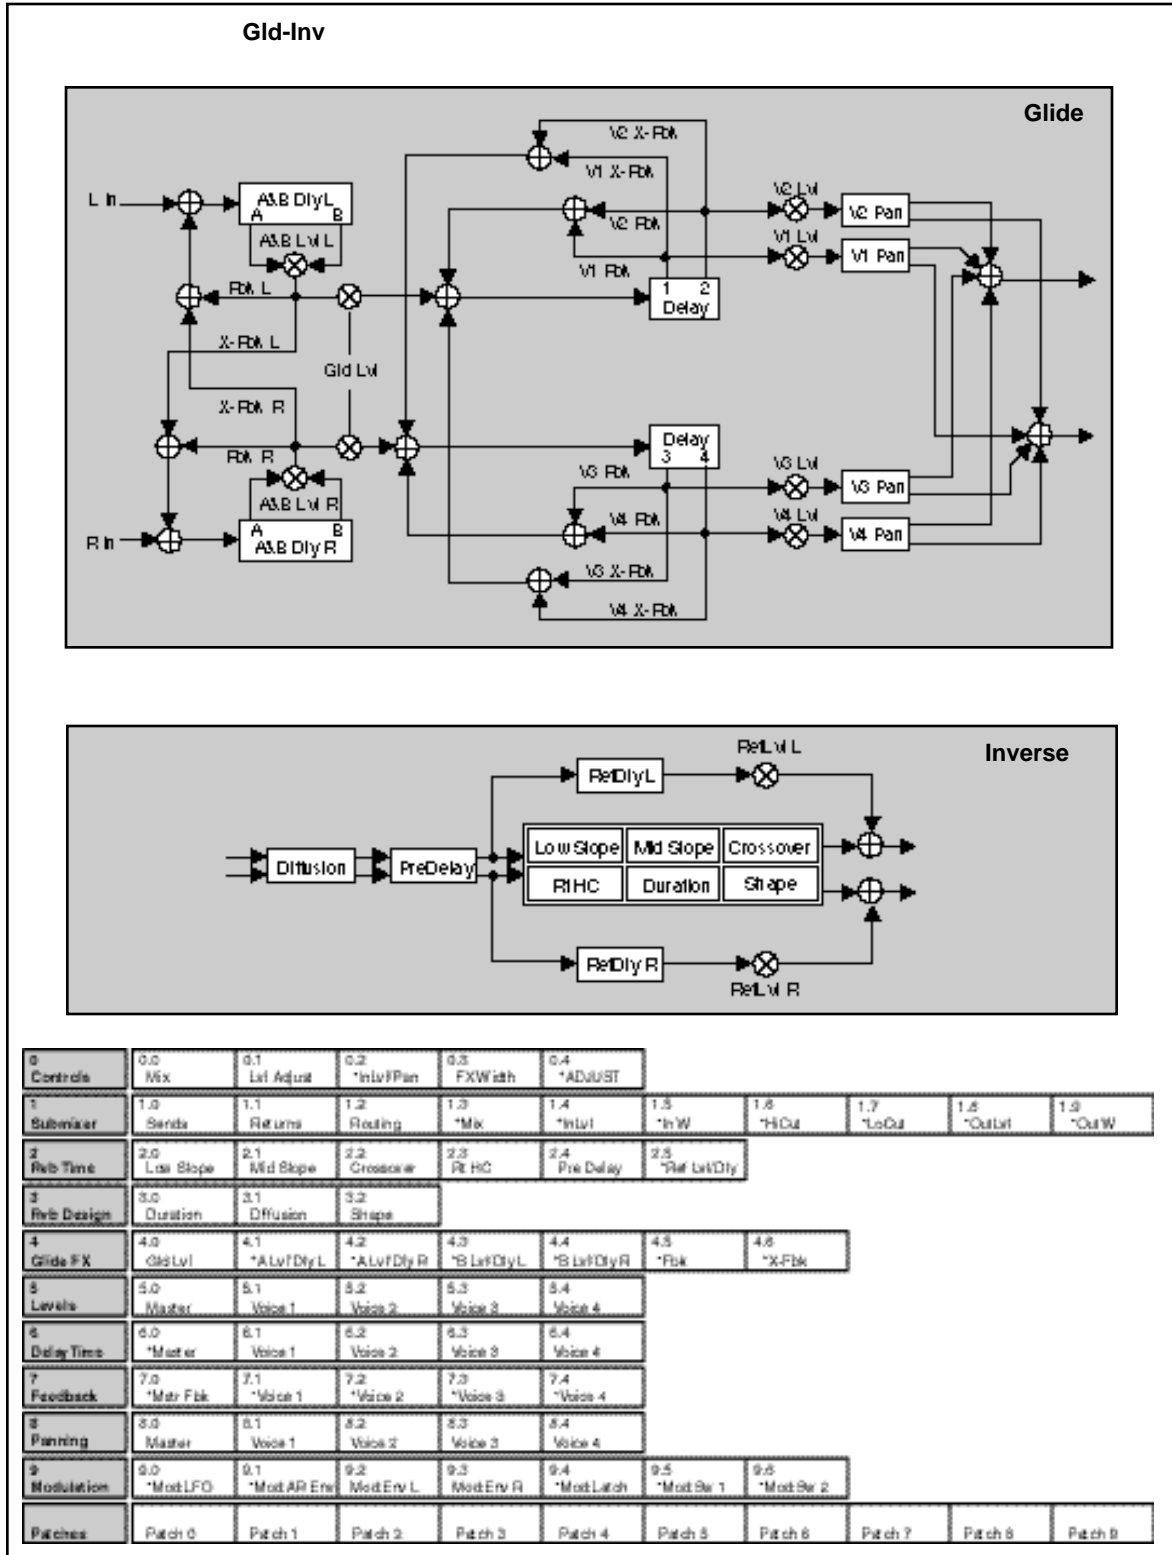 Gld-Inv
Glide
V2 X-Fbk
V1 X-Fbk
L In
A&B Dly L
A B
A&B Lvl L
V2 Fbk
V2 Lvl
V2 Pan
V1 Lvl
V1 Pan
V1 Fbk
Fbk L
1 2
Delay
X-Fbk L
Gld Lvl
X-Fbk R
Fbk R
Delay
3 4
V3 Fbk
V3 Lvl
V3 Pan
A&B Lvl R
V4 Fbk
V4 Lvl
V4 Pan
R In
A B
A&B Dly R
V3 X-Fbk
V4 X-Fbk
Inverse
RefLvl L
RefDly L
Low Slope Mid Slope Crossover
Diffusion PreDelay
Rt HC Duration Shape
RefDly R
RefLvl R
0 0.0 0.1 0.2 0.3 0.4
Controls Mix Lvl Adjust *InLvl/Pan FX Width *ADJUST
1 1.0 1.1 1.2 1.3 1.4 1.5 1.6 1.7 1.8 1.9
Submixer Sends Returns Routing *Mix *InLvl *In W *HiCut *LoCut *OutLvl *Out W
2 2.0 2.1 2.2 2.3 2.4 2.5
Rvb Time Low Slope Mid Slope Crossover Rt HC Pre Delay *Ref Lvl/Dly
3 3.0 3.1 3.2
Rvb Design Duration Diffusion Shape
4 4.0 4.1 4.2 4.3 4.4 4.5 4.6
Glide FX Gld Lvl *A Lvl/Dly L *A Lvl/Dly R *B Lvl/Dly L *B Lvl/Dly R *Fbk *X-Fbk
5 5.0 5.1 5.2 5.3 5.4
Levels Master Voice 1 Voice 2 Voice 3 Voice 4
6 6.0 6.1 6.2 6.3 6.4
Delay Time *Master Voice 1 Voice 2 Voice 3 Voice 4
7 7.0 7.1 7.2 7.3 7.4
Feedback *Mstr Fbk *Voice 1 *Voice 2 *Voice 3 *Voice 4
8 8.0 8.1 8.2 8.3 8.4
Panning Master Voice 1 Voice 2 Voice 3 Voice 4
9 9.0 9.1 9.2 9.3 9.4 9.5 9.6
Modulation *Mod:LFO *Mod:AR Env Mod:Env L Mod:Env R *Mod:Latch *Mod:Sw 1 *Mod:Sw 2
Patches Patch 0 Patch 1 Patch 2 Patch 3 Patch 4 Patch 5 Patch 6 Patch 7 Patch 8 Patch 9